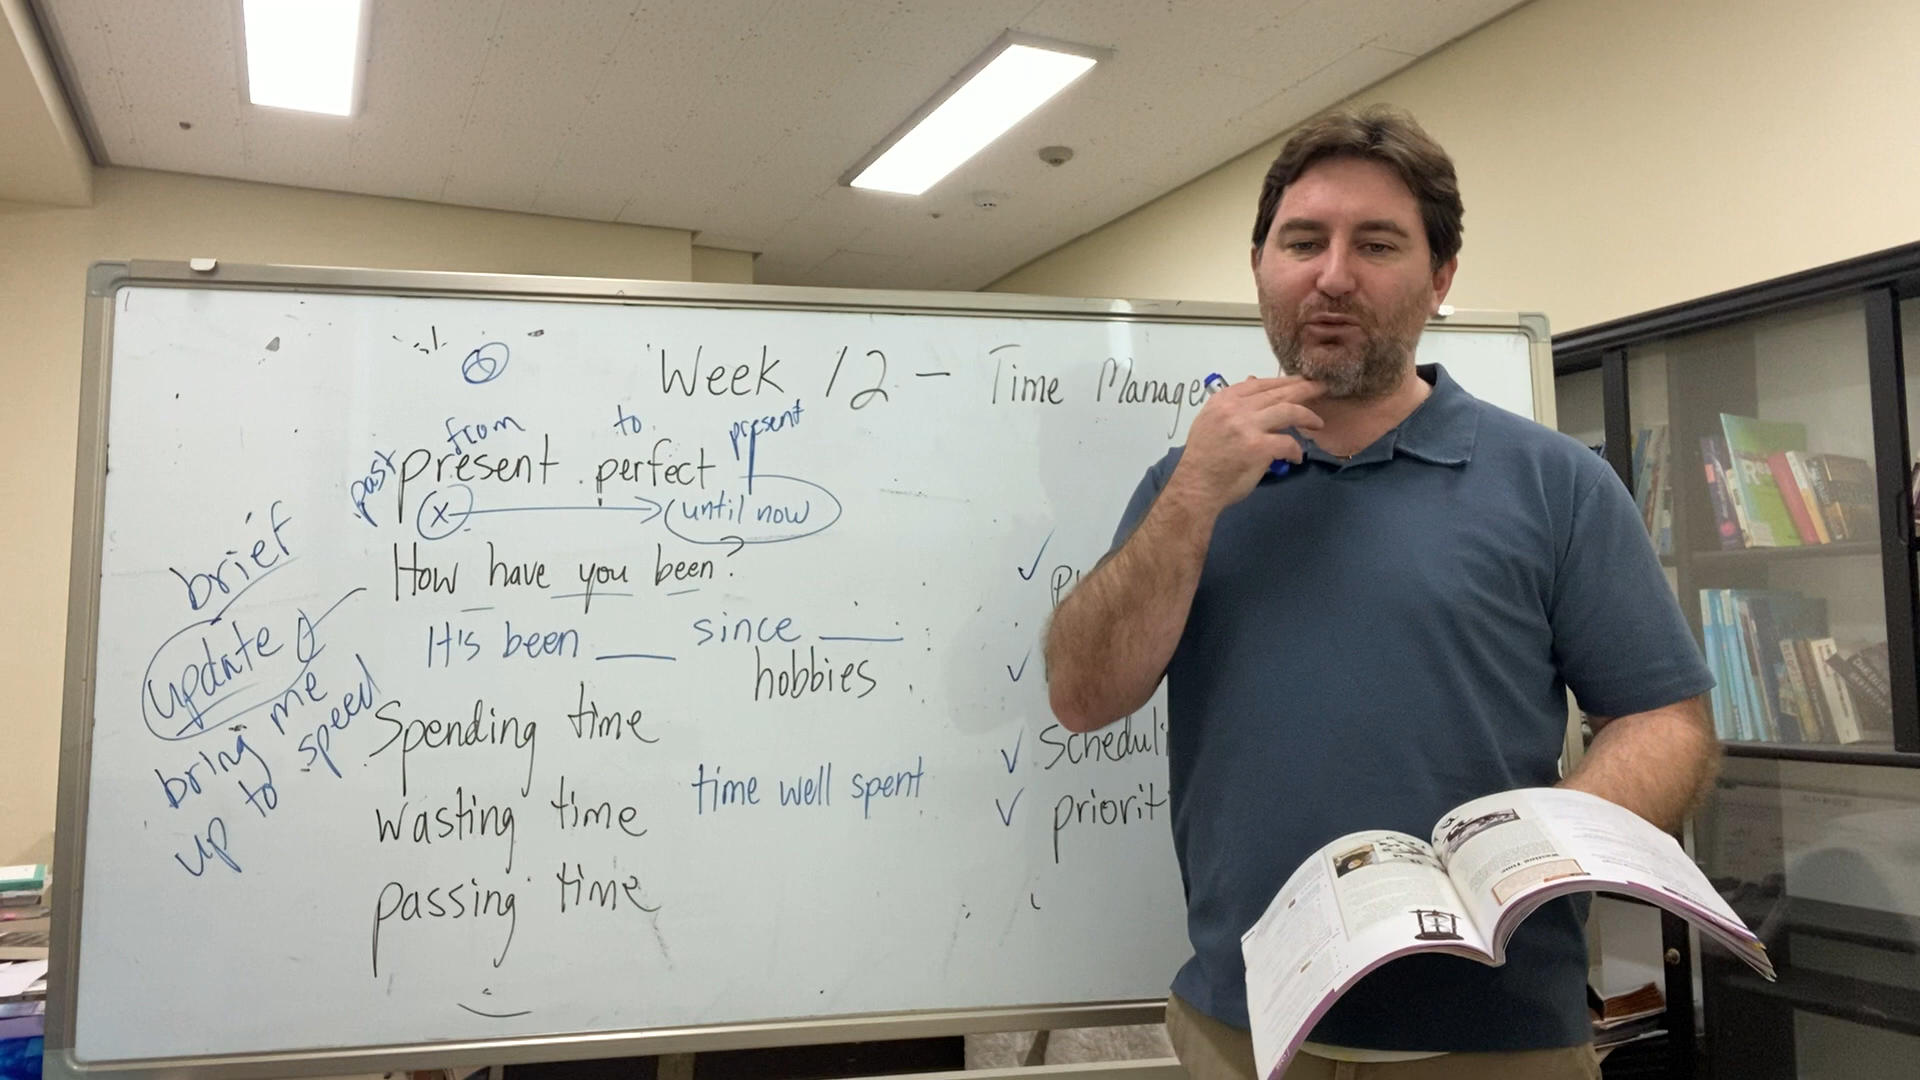 Week 12 - Time Manage
from to present
past present perfect
x until now
How have you been?
It's been ___ since ___
hobbies
brief
update
bring me
up to speed
Spending time
wasting time
time well spent
passing time
✓ p
✓
✓ Scheduli
✓ priorit
Wasting Time